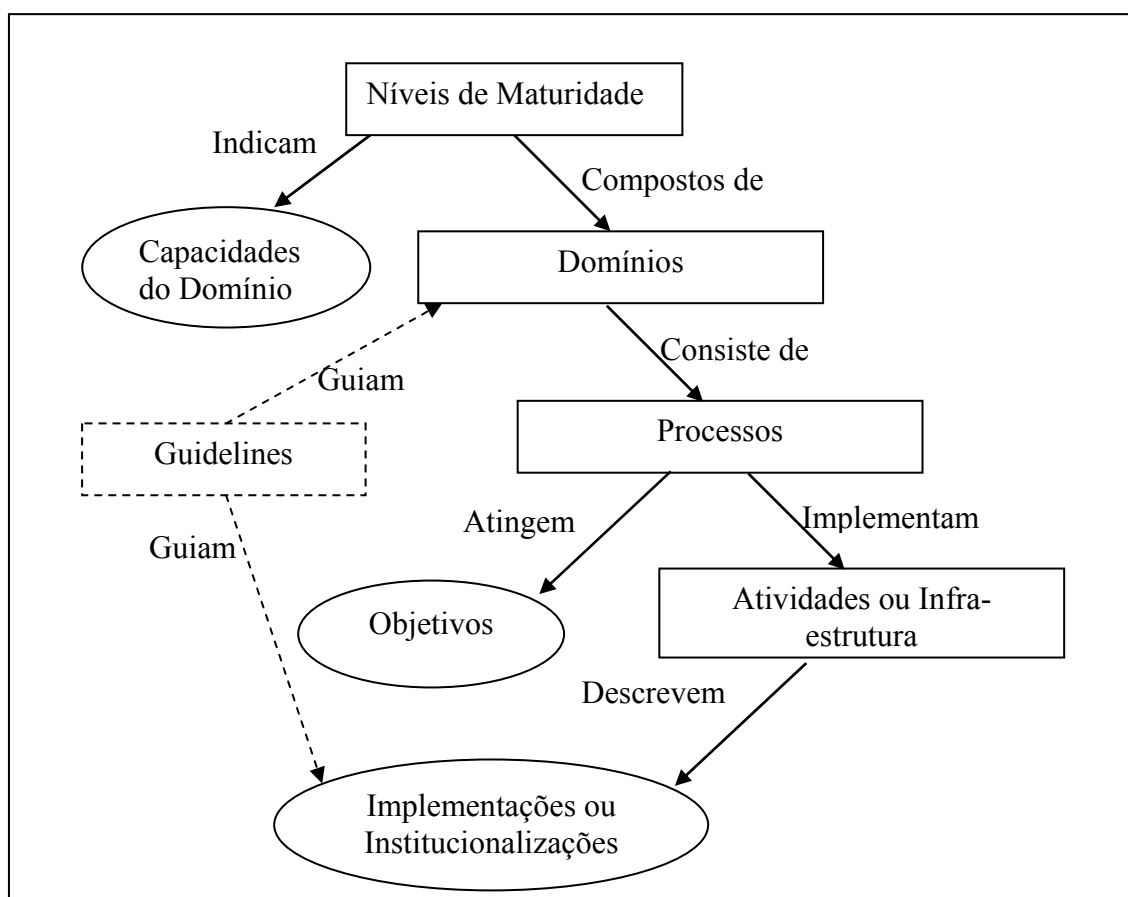 Níveis de Maturidade
Indicam
Compostos de
Capacidades
do Domínio
Domínios
Consiste de
Guiam
Processos
Guidelines
Atingem
Implementam
Guiam
Atividades ou Infra-
estrutura
Objetivos
Descrevem
Implementações ou
Institucionalizações